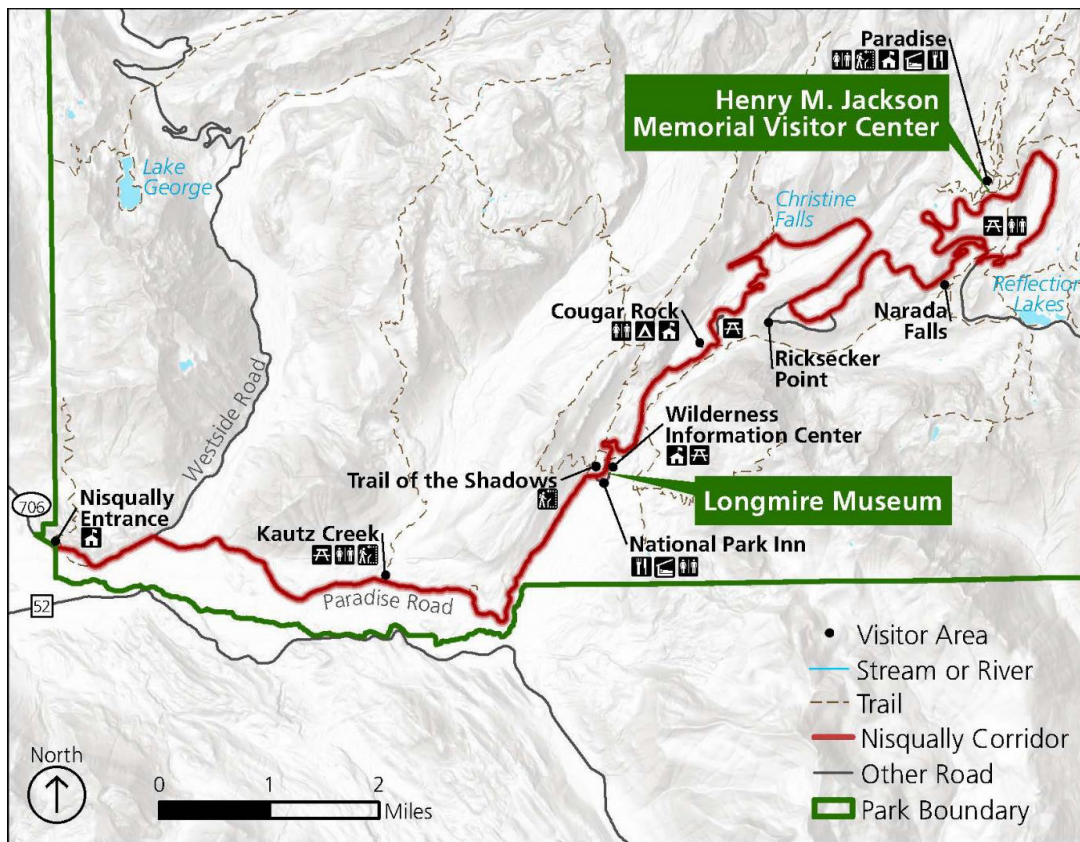 Paradise
Henry M. Jackson
Memorial Visitor Center
Lake
George
Christine
Falls
Cougar Rock
Reflection
Lakes
Narada
Falls
Ricksecker
Point
Westside Road
Wilderness
Information Center
Trail of the Shadows
Longmire Museum
706
Nisqually
Entrance
Kautz Creek
National Park Inn
Paradise Road
52
Visitor Area
Stream or River
Trail
Nisqually Corridor
Other Road
Park Boundary
North
0 1 2
Miles